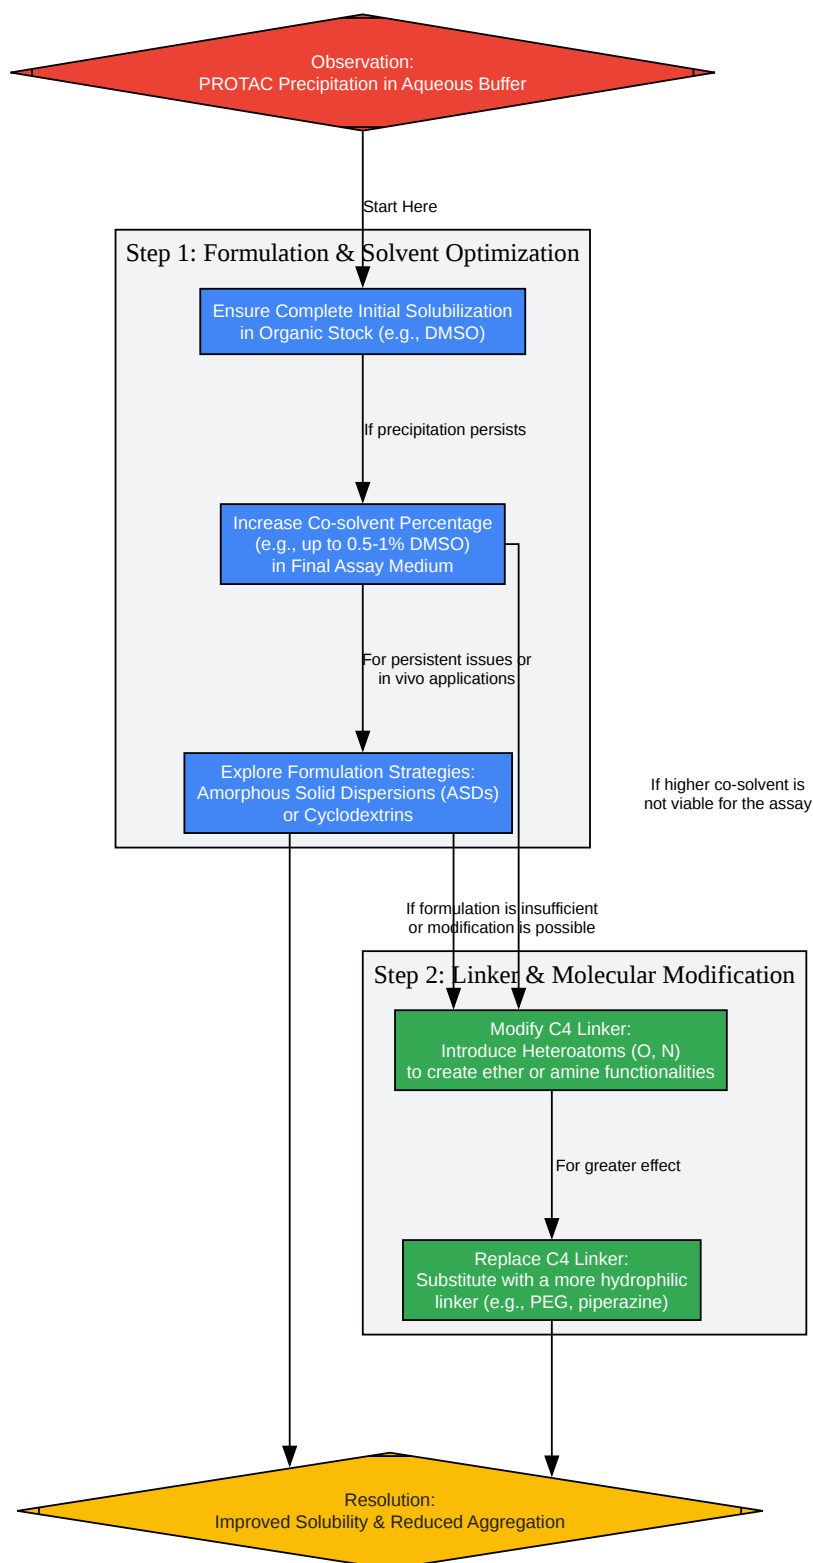 Observation:
PROTAC Precipitation in Aqueous Buffer
Start Here
Step 1: Formulation & Solvent Optimization
Ensure Complete Initial Solubilization
in Organic Stock (e.g., DMSO)
If precipitation persists
Increase Co-solvent Percentage
(e.g., up to 0.5-1% DMSO)
in Final Assay Medium
For persistent issues or
in vivo applications
Explore Formulation Strategies:
Amorphous Solid Dispersions (ASDs)
or Cyclodextrins
If higher co-solvent is
not viable for the assay
If formulation is insufficient
or modification is possible
Step 2: Linker & Molecular Modification
Modify C4 Linker:
Introduce Heteroatoms (O, N)
to create ether or amine functionalities
For greater effect
Replace C4 Linker:
Substitute with a more hydrophilic
linker (e.g., PEG, piperazine)
Resolution:
Improved Solubility & Reduced Aggregation